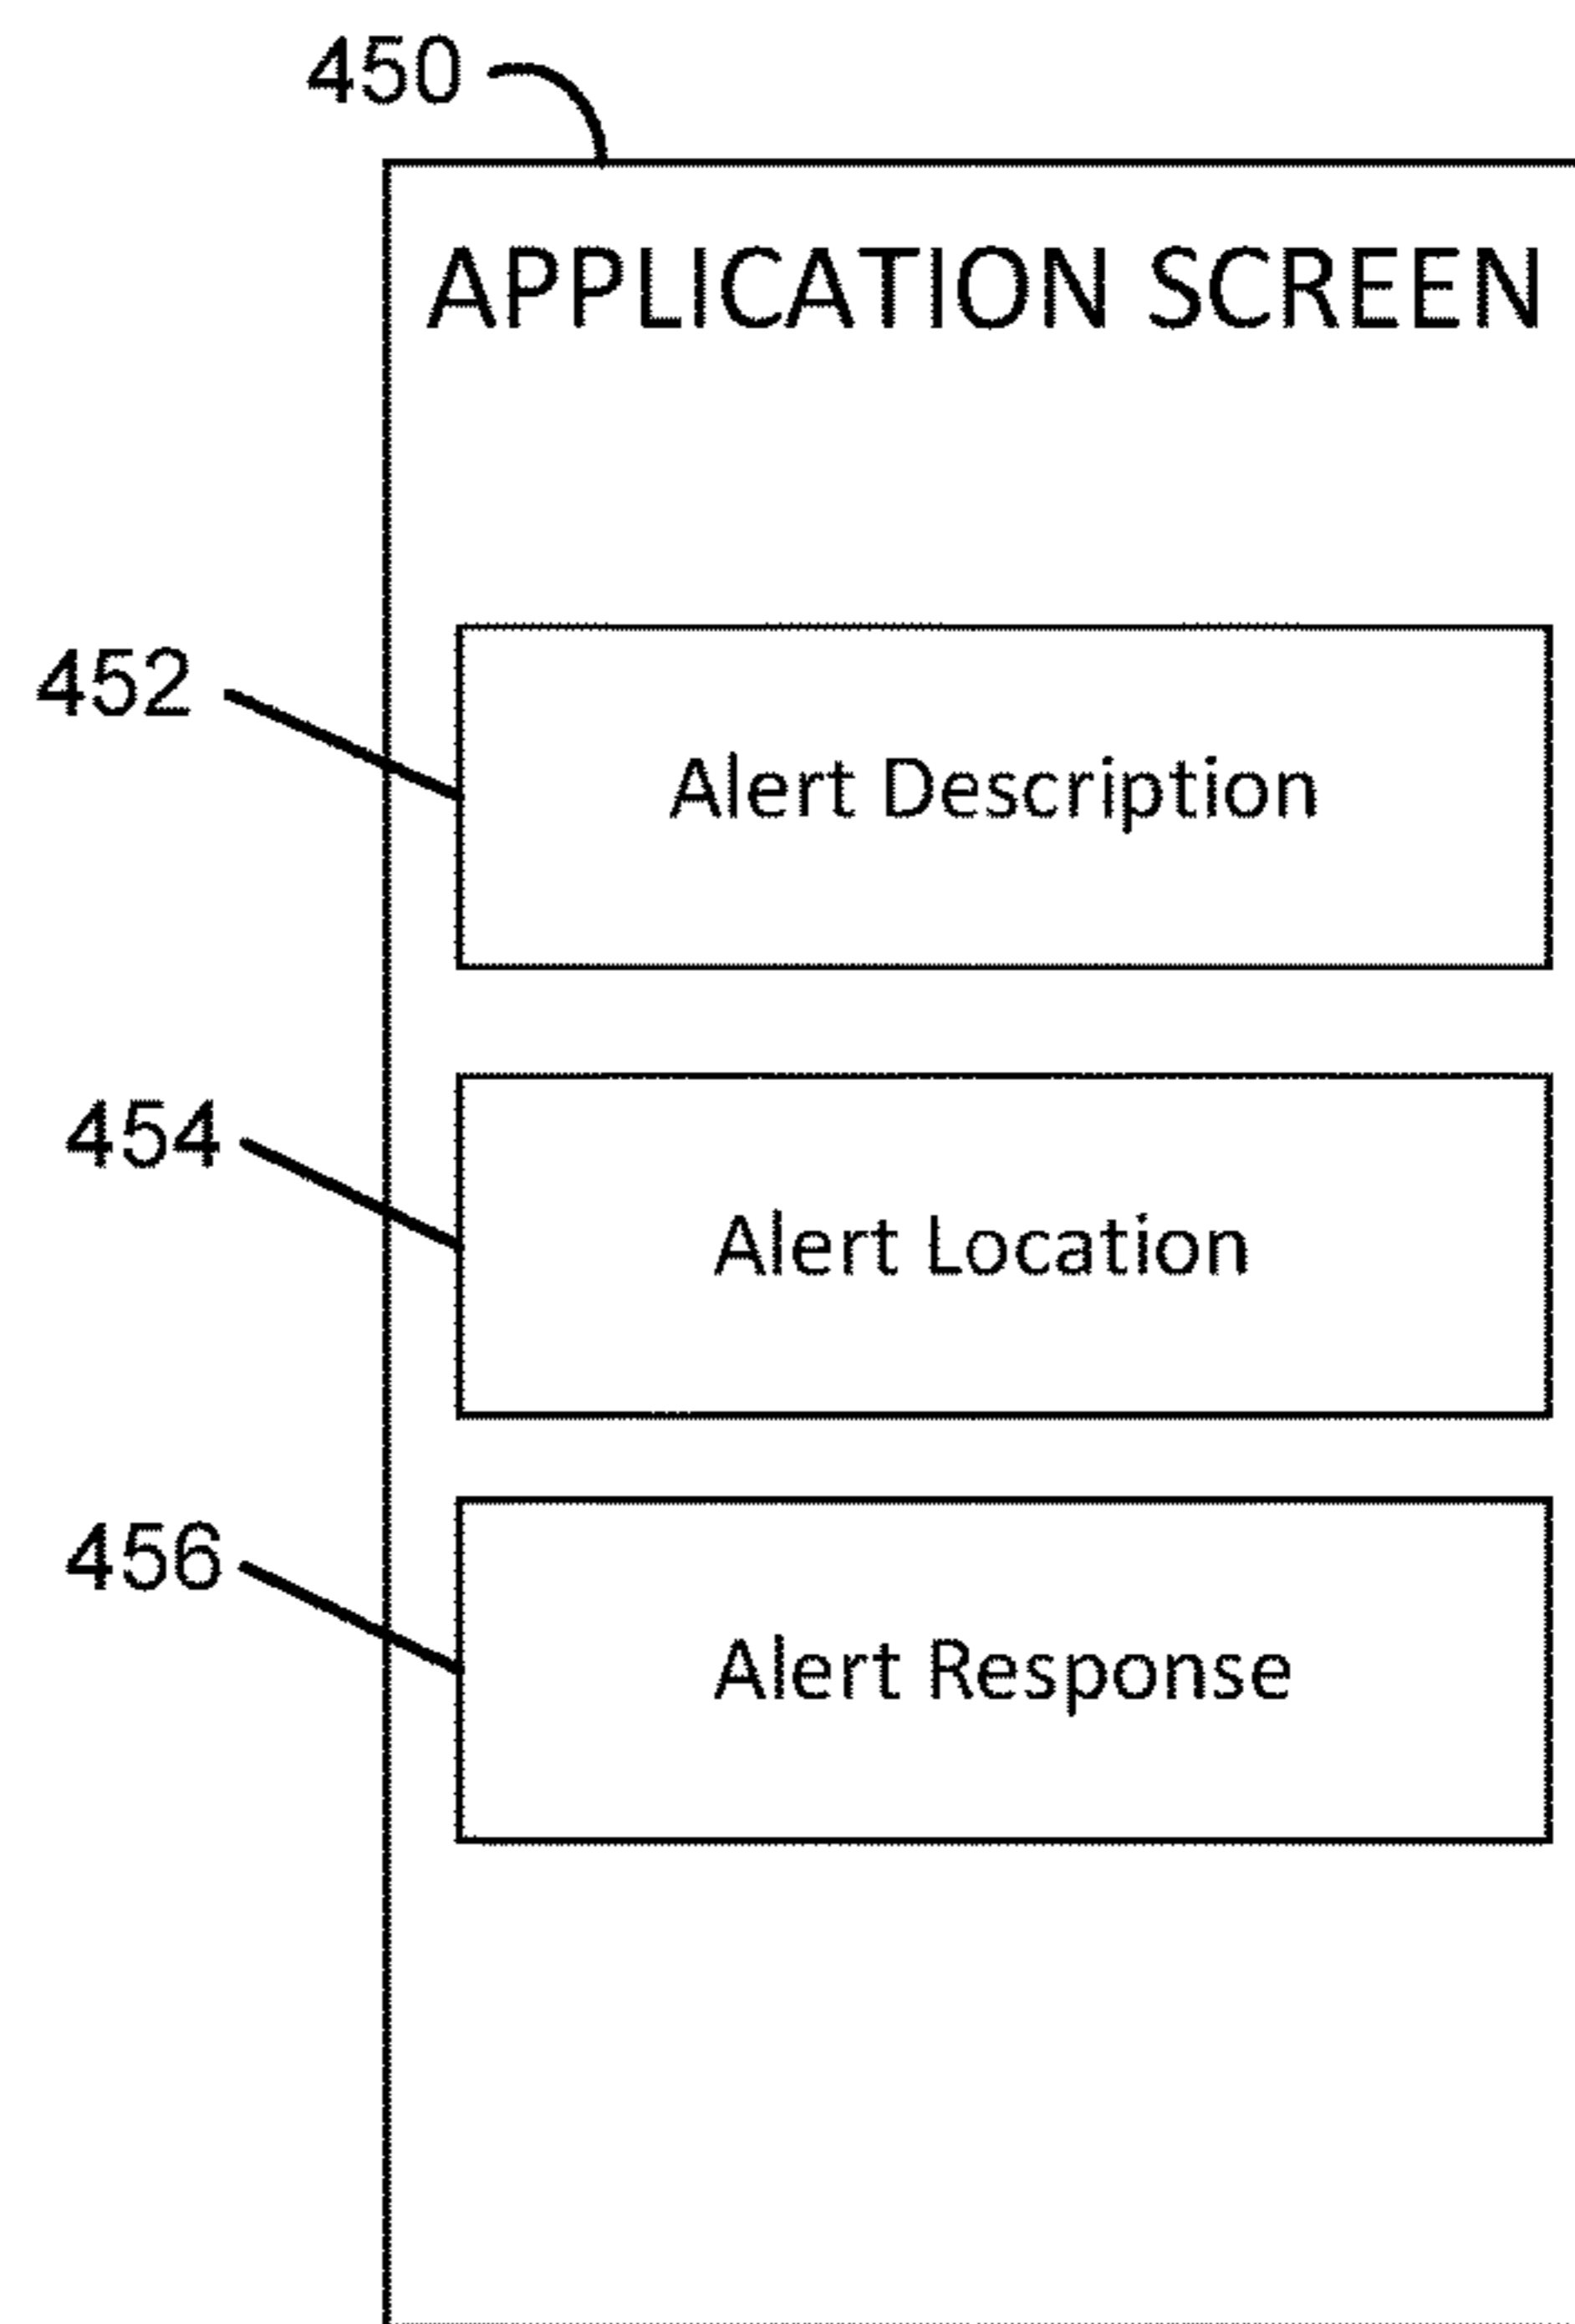 450
APPLICATION SCREEN
452
Alert Description
454
Alert Location
456
Alert Response